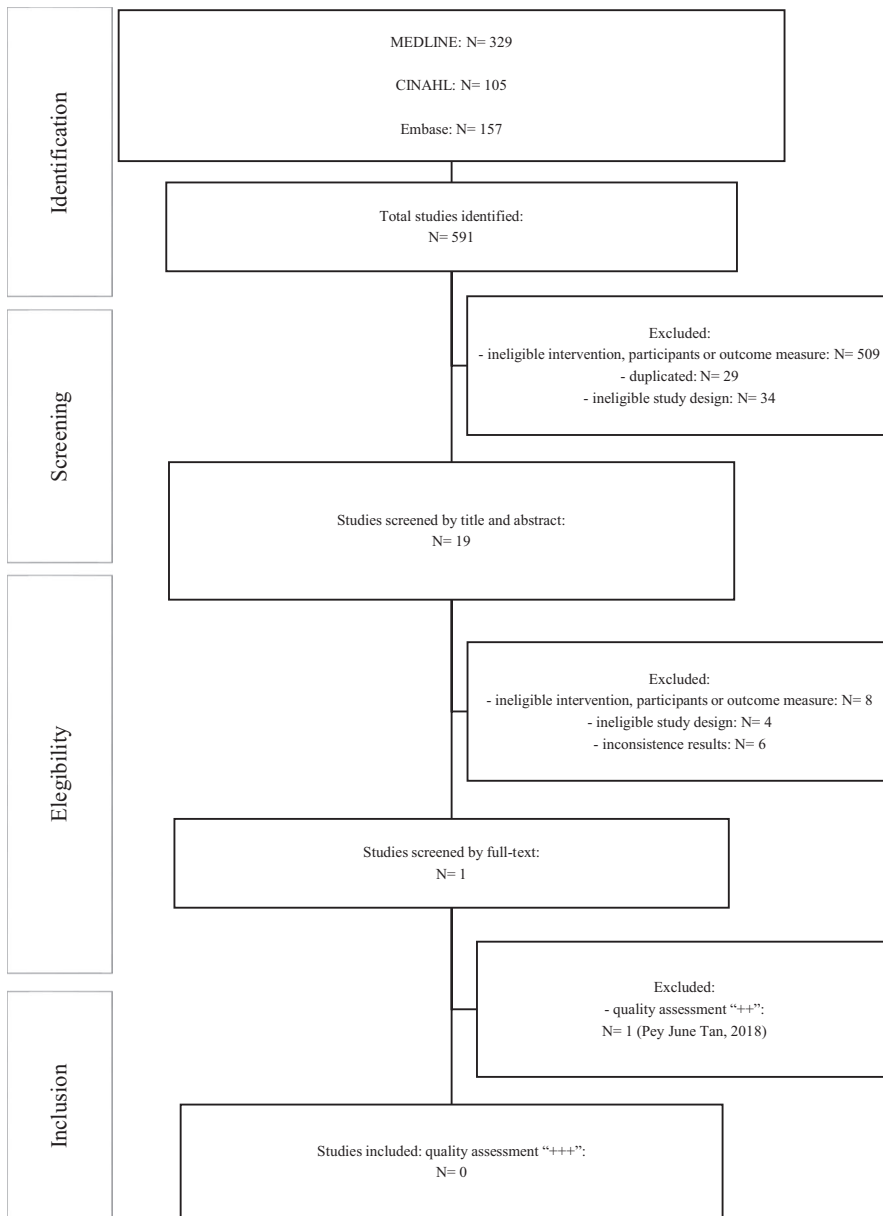 Identification
MEDLINE: N= 329
CINAHL: N= 105
Embase: N= 157
Total studies identified:
N= 591
Screening
Excluded:
- ineligible intervention, participants or outcome measure: N= 509
- duplicated: N= 29
- ineligible study design: N= 34
Studies screened by title and abstract:
N= 19
Elegibility
Excluded:
- ineligible intervention, participants or outcome measure: N= 8
- ineligible study design: N= 4
- inconsistence results: N= 6
Studies screened by full-text:
N= 1
Excluded:
- quality assessment “++”:
N= 1 (Pey June Tan, 2018)
Inclusion
Studies included: quality assessment “+++”:
N= 0